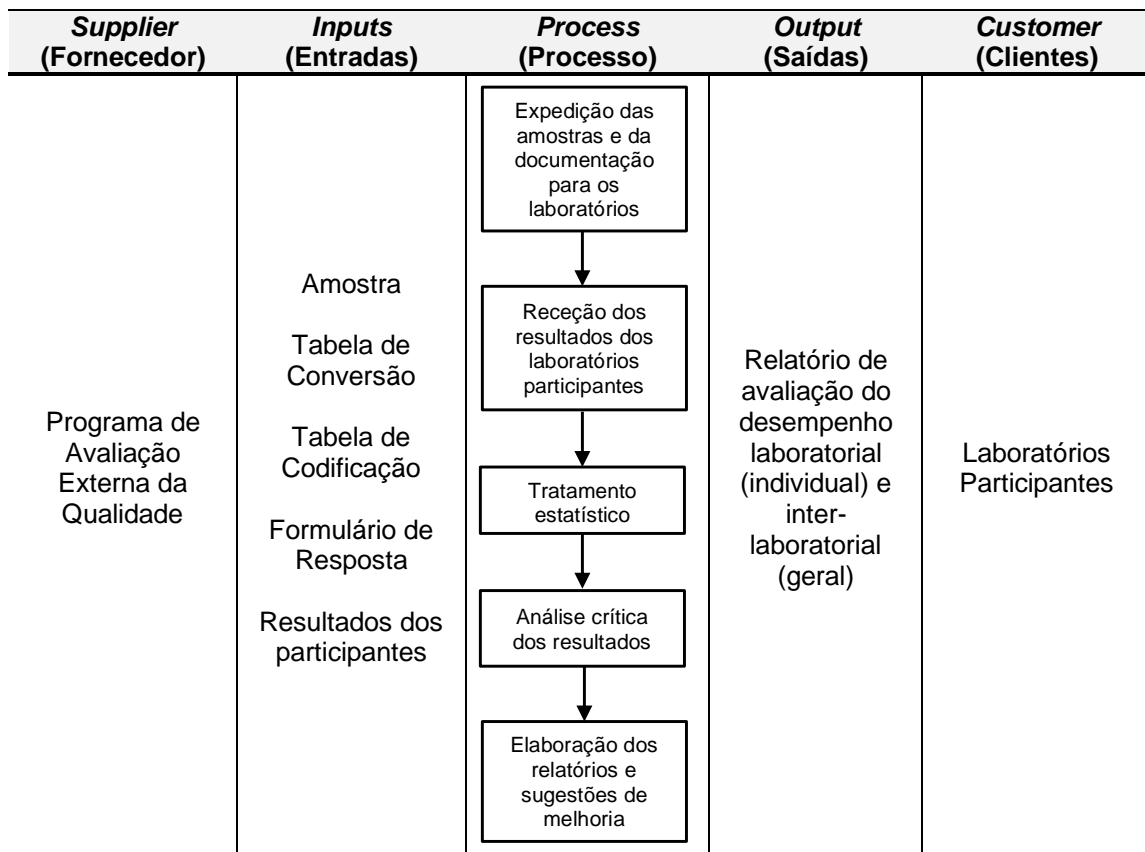 Supplier
(Fornecedor)
Inputs
(Entradas)
Process
(Processo)
Output
(Saídas)
Customer
(Clientes)
Programa de
Avaliação
Externa da
Qualidade
Amostra
Tabela de
Conversão
Tabela de
Codificação
Formulário de
Resposta
Resultados dos
participantes
Expedição das
amostras e da
documentação
para os
laboratórios
Receção dos
resultados dos
laboratórios
participantes
Tratamento
estatístico
Análise crítica
dos resultados
Elaboração dos
relatórios e
sugestões de
melhoria
Relatório de
avaliação do
desempenho
laboratorial
(individual) e
inter-
laboratorial
(geral)
Laboratórios
Participantes